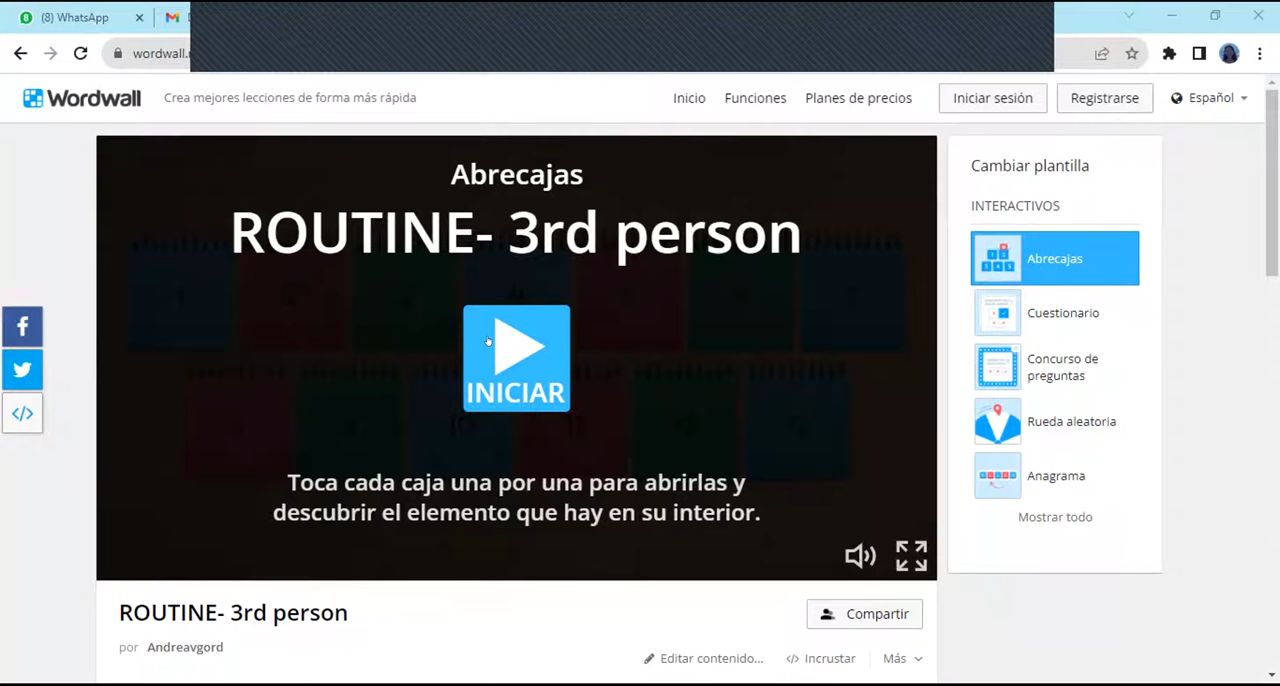 (8) WhatsApp
wordwall.
Wordwall
Crea mejores lecciones de forma más rápida
Inicio
Funciones
Planes de precios
Iniciar sesión
Registrarse
Español
Abrecajas
ROUTINE- 3rd person
INICIAR
Toca cada caja una por una para abrirlas y
descubrir el elemento que hay en su interior.
Cambiar plantilla
INTERACTIVOS
Abrecajas
Cuestionario
Concurso de
preguntas
Rueda aleatoria
Anagrama
Mostrar todo
ROUTINE- 3rd person
Compartir
por Andreavgord
Editar contenido...
Incrustar
Más